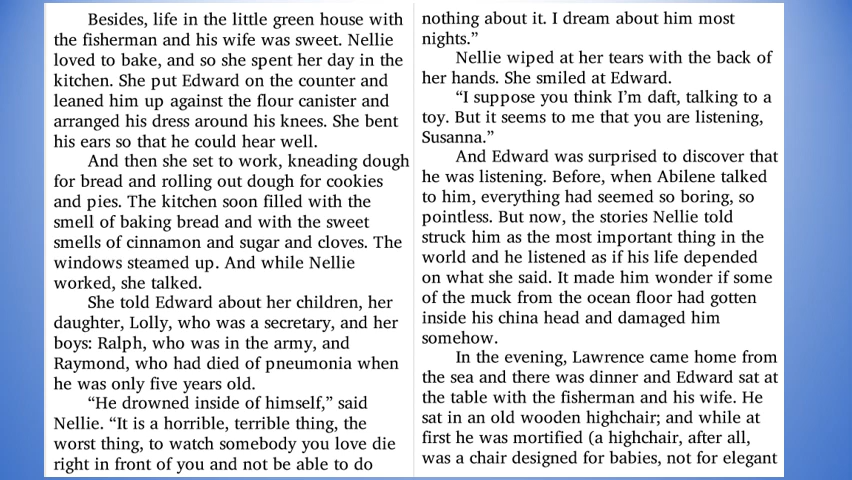 Besides, life in the little green house with
the fisherman and his wife was sweet. Nellie
loved to bake, and so she spent her day in the
kitchen. She put Edward on the counter and
leaned him up against the flour canister and
arranged his dress around his knees. She bent
his ears so that he could hear well.
And then she set to work, kneading dough
for bread and rolling out dough for cookies
and pies. The kitchen soon filled with the
smell of baking bread and with the sweet
smells of cinnamon and sugar and cloves. The
windows steamed up. And while Nellie
worked, she talked.
She told Edward about her children, her
daughter, Lolly, who was a secretary, and her
boys: Ralph, who was in the army, and
Raymond, who had died of pneumonia when
he was only five years old.
“He drowned inside of himself,” said
Nellie. “It is a horrible, terrible thing, the
worst thing, to watch somebody you love die
right in front of you and not be able to do
nothing about it. I dream about him most
nights.”
Nellie wiped at her tears with the back of
her hands. She smiled at Edward.
“I suppose you think I’m daft, talking to a
toy. But it seems to me that you are listening,
Susanna.”
And Edward was surprised to discover that
he was listening. Before, when Abilene talked
to him, everything had seemed so boring, so
pointless. But now, the stories Nellie told
struck him as the most important thing in the
world and he listened as if his life depended
on what she said. It made him wonder if some
of the muck from the ocean floor had gotten
inside his china head and damaged him
somehow.
In the evening, Lawrence came home from
the sea and there was dinner and Edward sat at
the table with the fisherman and his wife. He
sat in an old wooden highchair; and while at
first he was mortified (a highchair, after all,
was a chair designed for babies, not for elegant